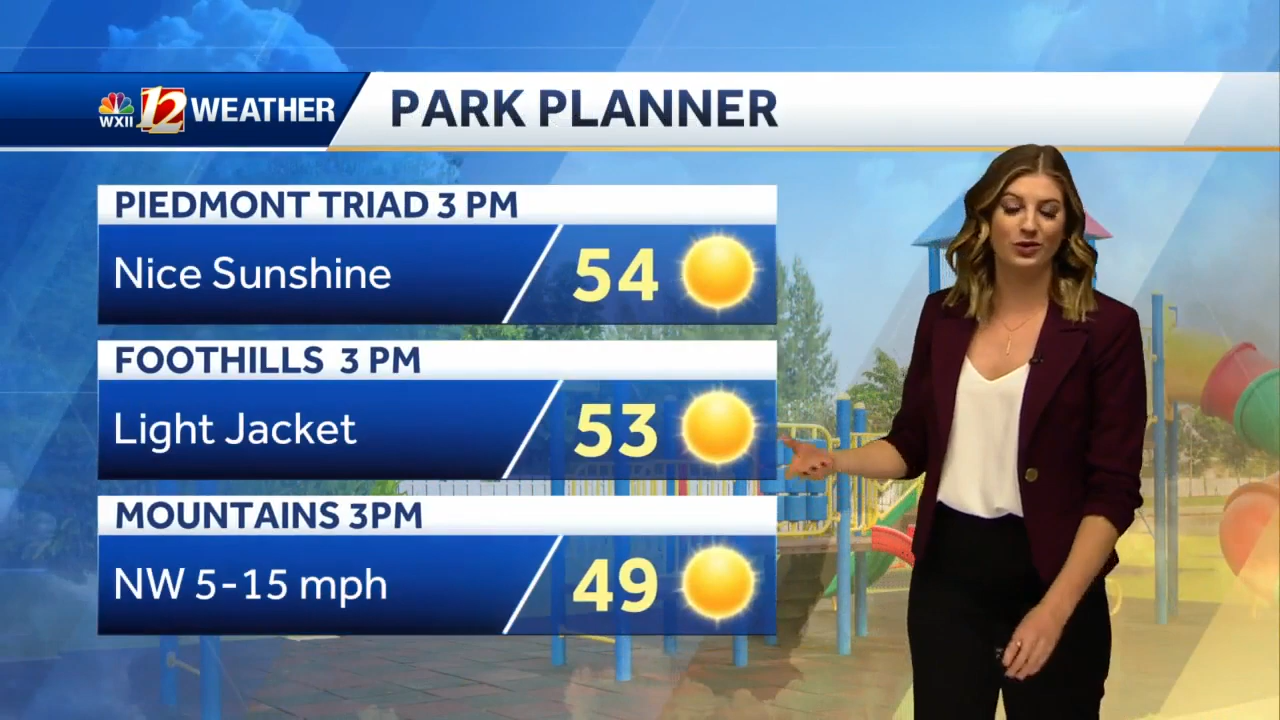 WXII 12 WEATHER
PARK PLANNER
PIEDMONT TRIAD 3 PM
Nice Sunshine 54
FOOTHILLS 3 PM
Light Jacket 53
MOUNTAINS 3PM
NW 5-15 mph 49